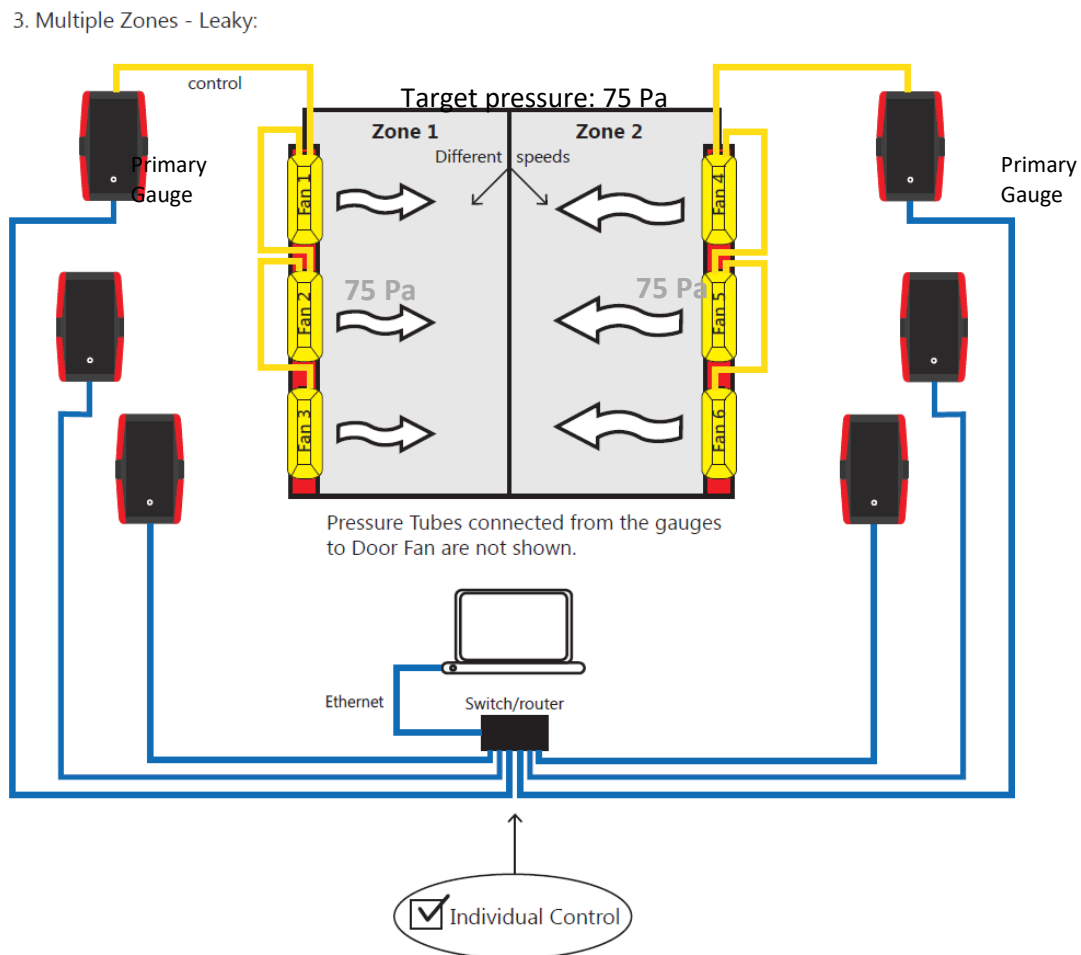 3. Multiple Zones - Leaky:
control
Target pressure: 75 Pa
Zone 1
Zone 2
Different speeds
Primary
Gauge
Primary
Gauge
Fan 1
Fan 4
75 Pa
75 Pa
Fan 2
Fan 5
Fan 3
Fan 6
Pressure Tubes connected from the gauges
to Door Fan are not shown.
Ethernet
Switch/router
Individual Control